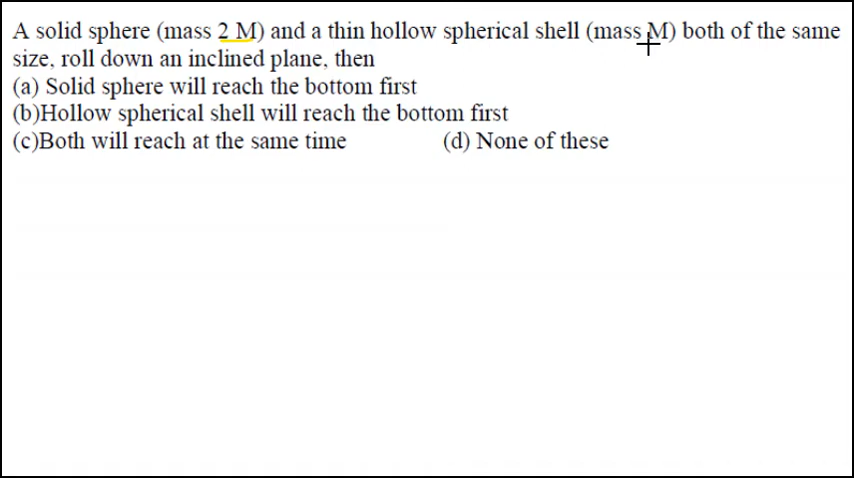 A solid sphere (mass 2 M) and a thin hollow spherical shell (mass M) both of the same
size, roll down an inclined plane, then
(a) Solid sphere will reach the bottom first
(b)Hollow spherical shell will reach the bottom first
(c)Both will reach at the same time (d) None of these